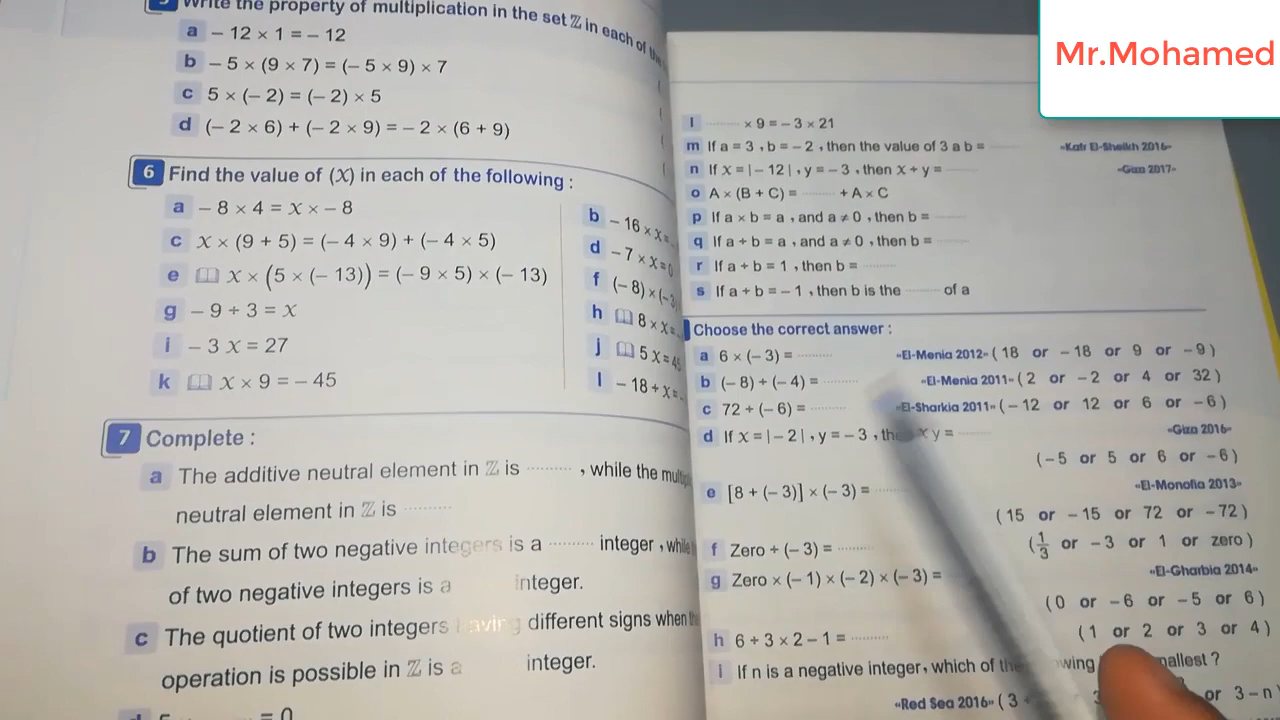 Mr.Mohamed
Write the property of multiplication in the set ℤ in each of the
a – 12 × 1 = – 12
b – 5 × (9 × 7) = (– 5 × 9) × 7
c 5 × (– 2) = (– 2) × 5
d (– 2 × 6) + (– 2 × 9) = – 2 × (6 + 9)
6 Find the value of (X) in each of the following :
a – 8 × 4 = X × – 8
b – 16 × X =
c X × (9 + 5) = (– 4 × 9) + (– 4 × 5)
d – 7 × X = 0
e X × (5 × (– 13)) = (– 9 × 5) × (– 13)
f (– 8) × (– 3)
g – 9 ÷ 3 = X
h 8 × X =
i – 3 X = 27
j 5 X = 45
k X × 9 = – 45
l – 18 ÷ X =
7 Complete :
a The additive neutral element in ℤ is .......... , while the
neutral element in ℤ is ..........
b The sum of two negative integers is a .......... integer , while
of two negative integers is a integer.
c The quotient of two integers having different signs when
operation is possible in ℤ is a integer.
= 0
l .......... × 9 = – 3 × 21
m If a = 3 , b = – 2 , then the value of 3 a b = .......... «Kafr El-Sheikh 2016»
n If X = | – 12 | , y = – 3 , then X ÷ y = .......... «Giza 2017»
o A × (B + C) = .......... + A × C
p If a × b = a , and a ≠ 0 , then b = ..........
q If a ÷ b = a , and a ≠ 0 , then b = ..........
r If a ÷ b = 1 , then b = ..........
s If a ÷ b = – 1 , then b is the .......... of a
Choose the correct answer :
a 6 × (– 3) = .......... «El-Menia 2012» ( 18 or – 18 or 9 or – 9 )
b (– 8) ÷ (– 4) = .......... «El-Menia 2011» ( 2 or – 2 or 4 or 32 )
c 72 ÷ (– 6) = .......... «El-Sharkia 2011» ( – 12 or 12 or 6 or – 6 )
d If X = | – 2 | , y = – 3 , then X y = .......... «Giza 2016»
( – 5 or 5 or 6 or – 6 )
e [8 + (– 3)] × (– 3) = .......... «El-Monofia 2013»
( 15 or – 15 or 72 or – 72 )
f Zero ÷ (– 3) = .......... ( 1/3 or – 3 or 1 or zero )
g Zero × (– 1) × (– 2) × (– 3) = «El-Gharbia 2014»
( 0 or – 6 or – 5 or 6 )
h 6 ÷ 3 × 2 – 1 = .......... ( 1 or 2 or 3 or 4 )
i If n is a negative integer , which of the
«Red Sea 2016» ( 3 or 3 – n )